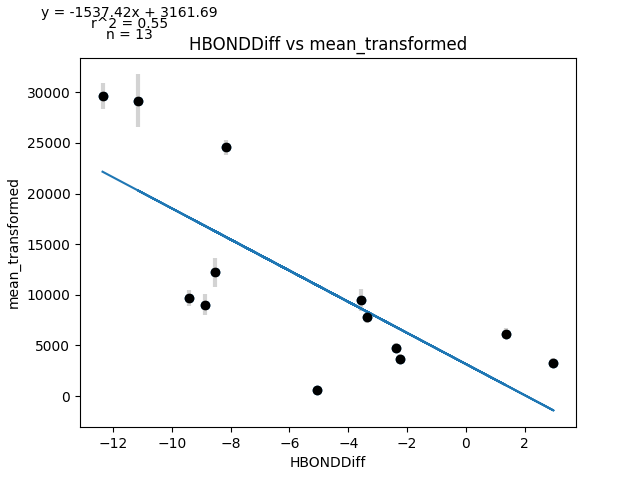 y = -1537.42x + 3161.69
r^2 = 0.55
n = 13
HBONDDiff vs mean_transformed
30000
25000
20000
15000
10000
5000
0
mean_transformed
−12
−10
−8
−6
−4
−2
0
2
HBONDDiff